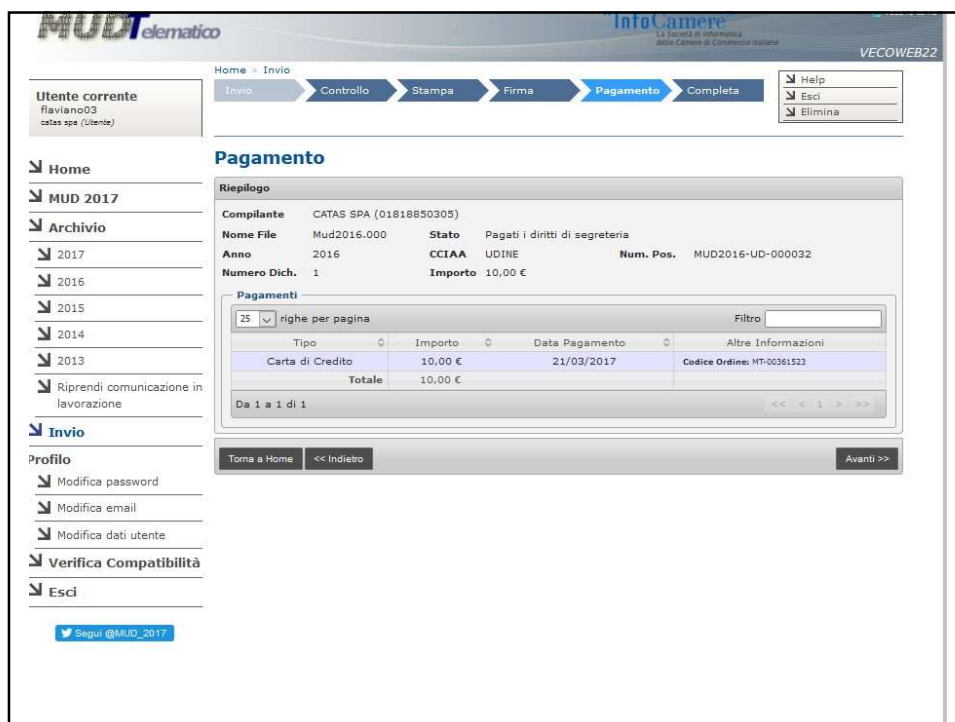 MUDTelematico
"InfoCamere"
La Società di informatica
delle Camere di Commercio italiane
VECOWEB22
Home » Invio
Invio Controllo Stampa Firma Pagamento Completa
Help
Esci
Elimina
Utente corrente
flaviano03
catas spa (Utente)
Home
MUD 2017
Archivio
2017
2016
2015
2014
2013
Riprendi comunicazione in
lavorazione
Invio
Profilo
Modifica password
Modifica email
Modifica dati utente
Verifica Compatibilità
Esci
Segui @MUD_2017
Pagamento
Riepilogo
Compilante CATAS SPA (01818850305)
Nome File Mud2016.000 Stato Pagati i diritti di segreteria
Anno 2016 CCIAA UDINE Num. Pos. MUD2016-UD-000032
Numero Dich. 1 Importo 10,00 €
Pagamenti
25 righe per pagina Filtro
Tipo Importo Data Pagamento Altre Informazioni
Carta di Credito 10,00 € 21/03/2017 Codice Ordine: MT-00361523
Totale 10,00 €
Da 1 a 1 di 1 << < 1 > >>
Torna a Home << Indietro Avanti >>